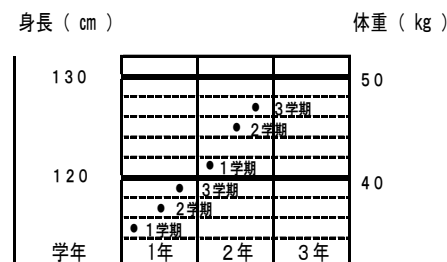 身長 ( cm )
体重 ( kg )
130
50
3学期
2学期
1学期
120
40
3学期
2学期
1学期
学年
1年
2年
3年